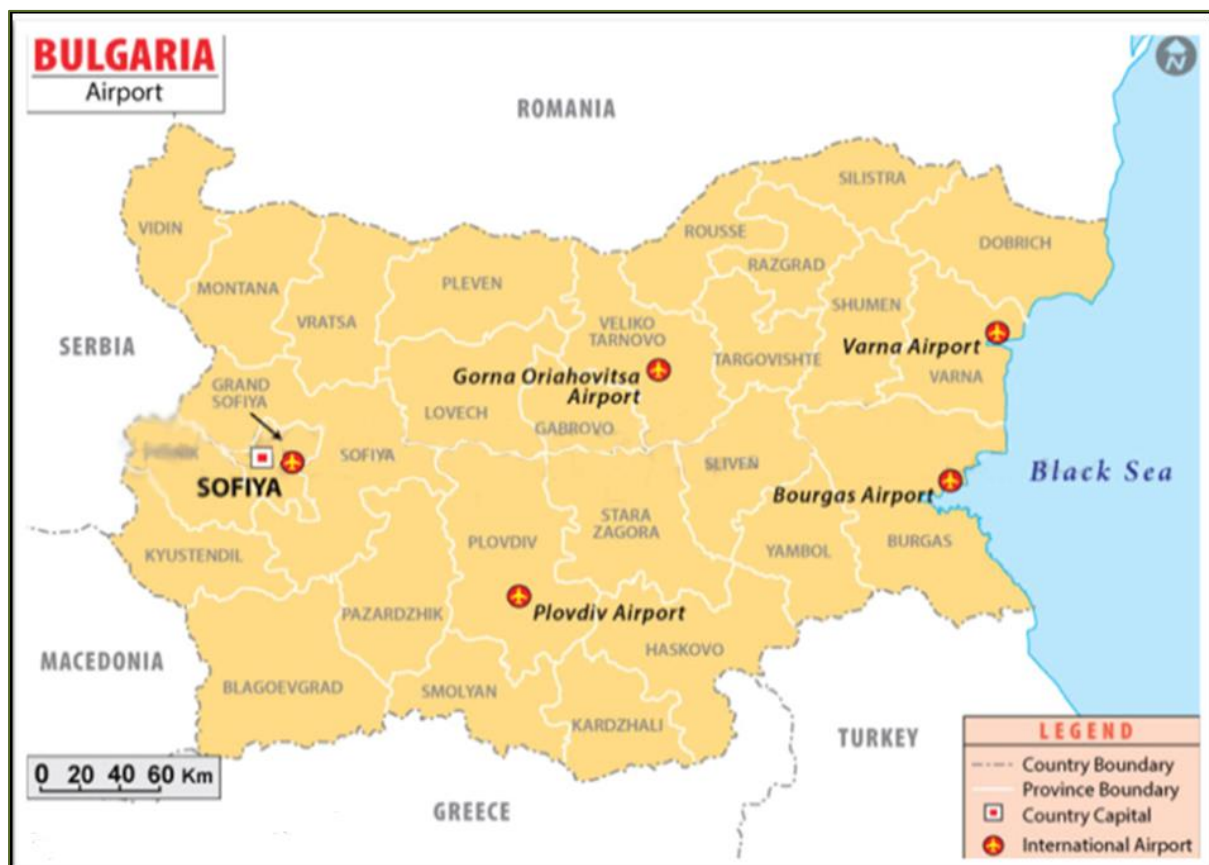 BULGARIA
Airport
N
ROMANIA
SILISTRA
VIDIN
ROUSSE
DOBRICH
RAZGRAD
MONTANA
PLEVEN
SHUMEN
VRATSA
VELIKO
TARNOVO
SERBIA
Varna Airport
TARGOVISHTE
Gorna Oriahovitsa
Airport
VARNA
GRAND
SOFIYA
LOVECH
GABROVO
SOFIYA
SLIVEN
Black Sea
SOFIYA
Bourgas Airport
STARA
ZAGORA
PLOVDIV
BURGAS
KYUSTENDIL
YAMBOL
Plovdiv Airport
PAZARDZHIK
HASKOVO
MACEDONIA
BLAGOEVGRAD
SMOLYAN
KARDZHALI
TURKEY
0 20 40 60 Km
GREECE
LEGEND
Country Boundary
Province Boundary
Country Capital
International Airport